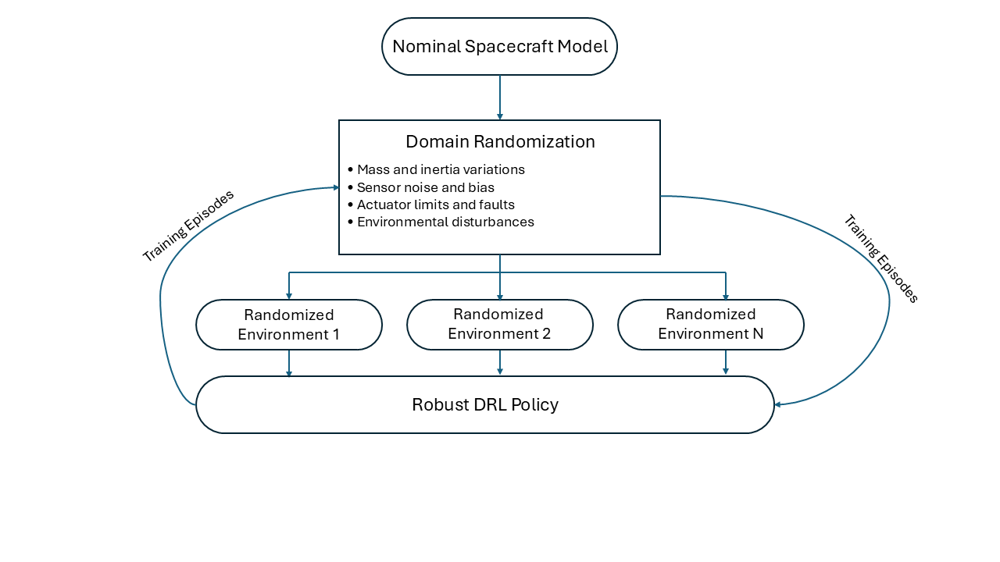 Nominal Spacecraft Model
Domain Randomization
• Mass and inertia variations
• Sensor noise and bias
• Actuator limits and faults
• Environmental disturbances
Training Episodes
Training Episodes
Randomized
Environment 1
Randomized
Environment 2
Randomized
Environment N
Robust DRL Policy